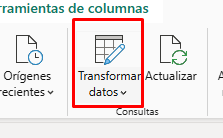 rramientas de columnas
Orígenes
recientes
Transformar
datos
Actualizar
Consultas